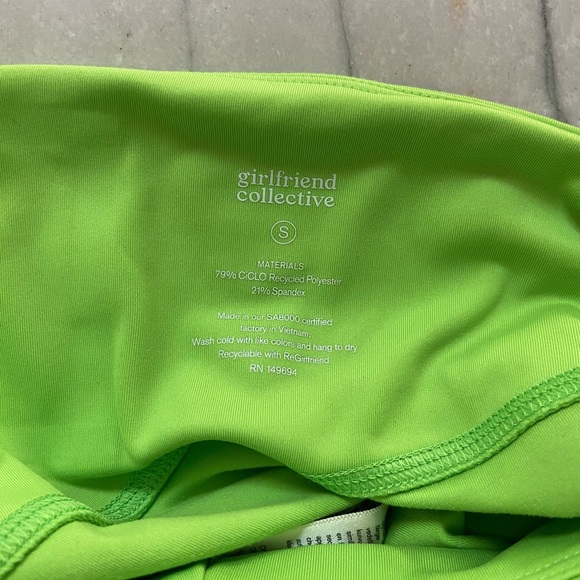 girlfriend
collective
S
MATERIALS
79% CiCLO Recycled Polyester
21% Spandex
Made in our SA8000 certified
factory in Vietnam.
Wash cold with like colors and hang to dry
Recyclable with ReGirlfriend
RN 149694